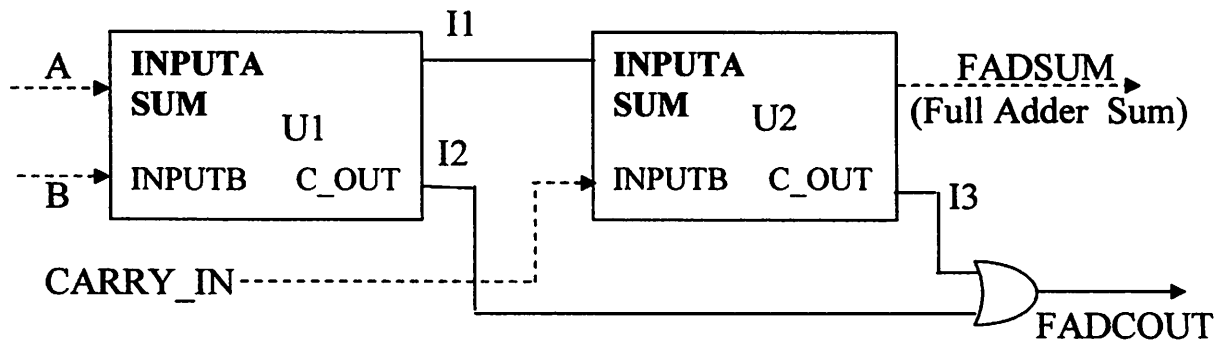 I1
A
INPUTA
SUM
U1
B
INPUTB
C_OUT
I2
INPUTA
SUM
U2
INPUTB
C_OUT
FADSUM
(Full Adder Sum)
I3
CARRY_IN
FADCOUT